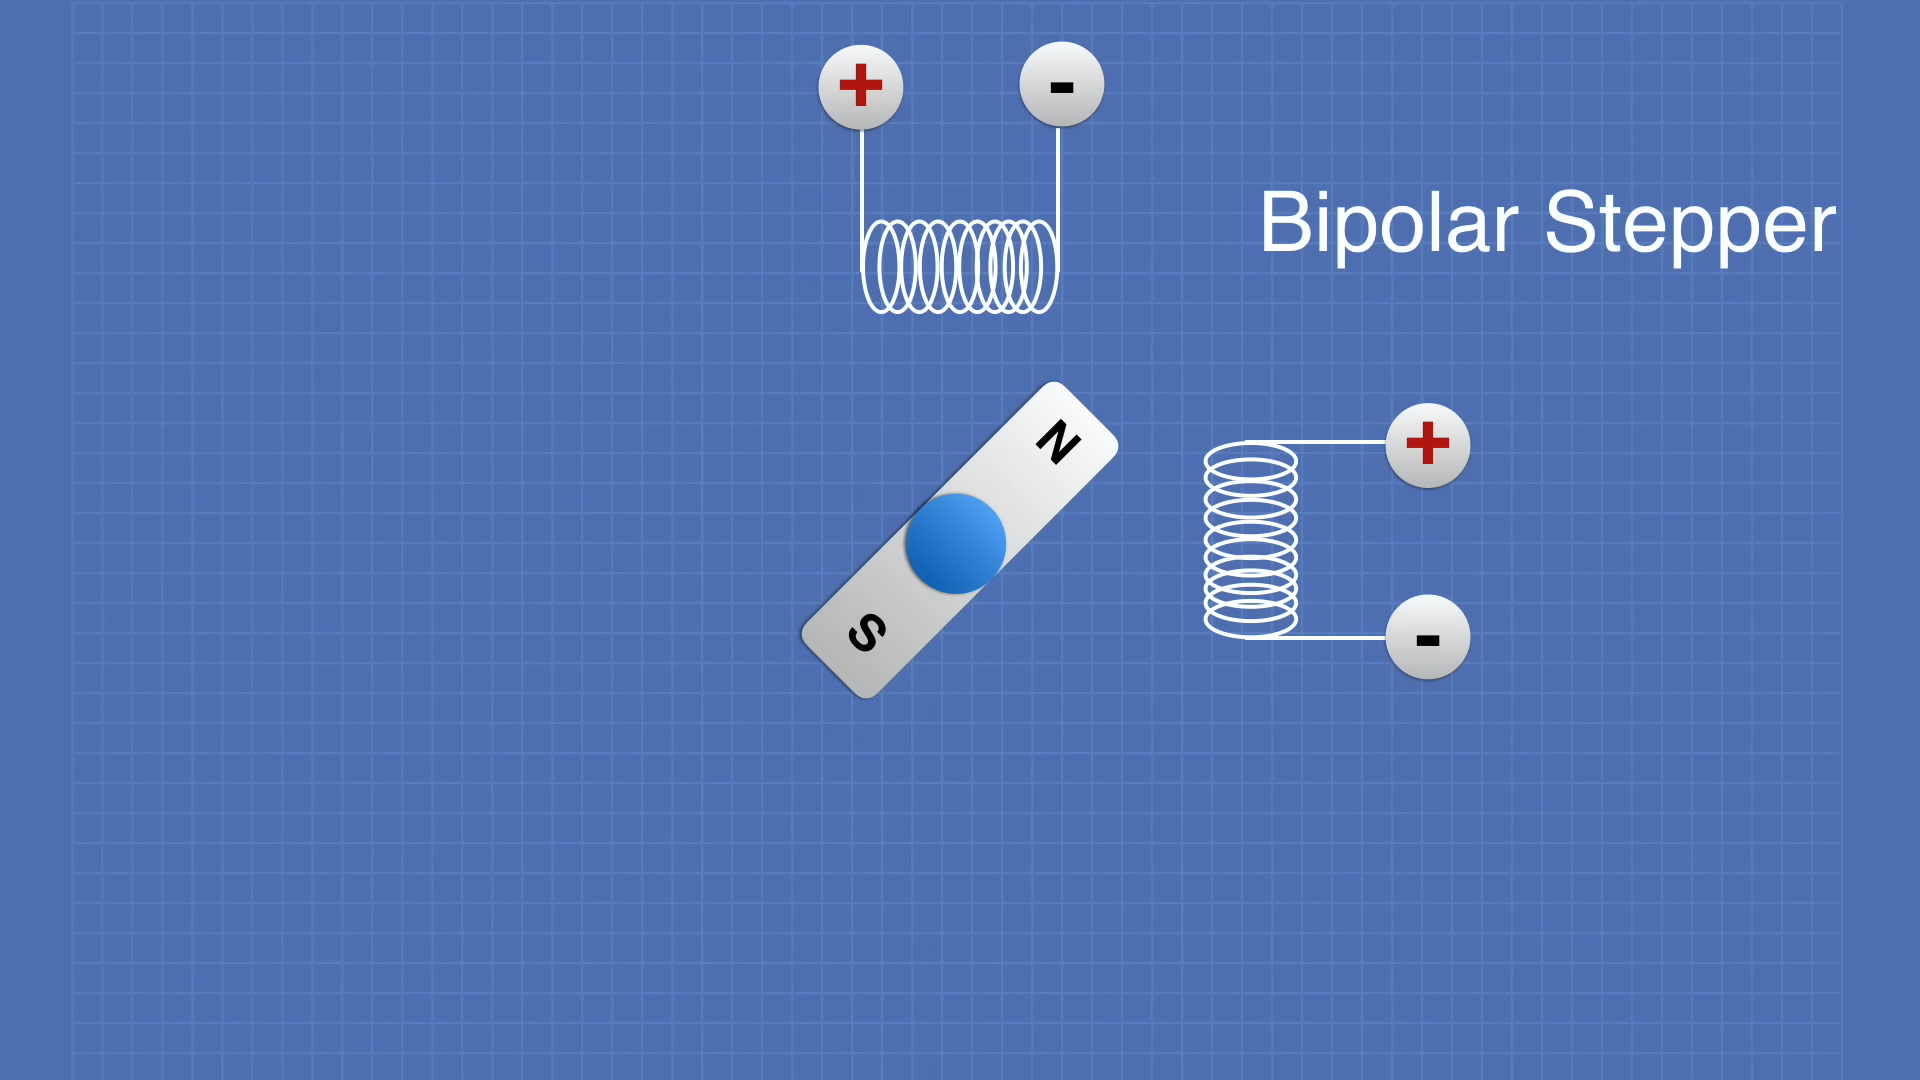 + -
Bipolar Stepper
N
+
S
-